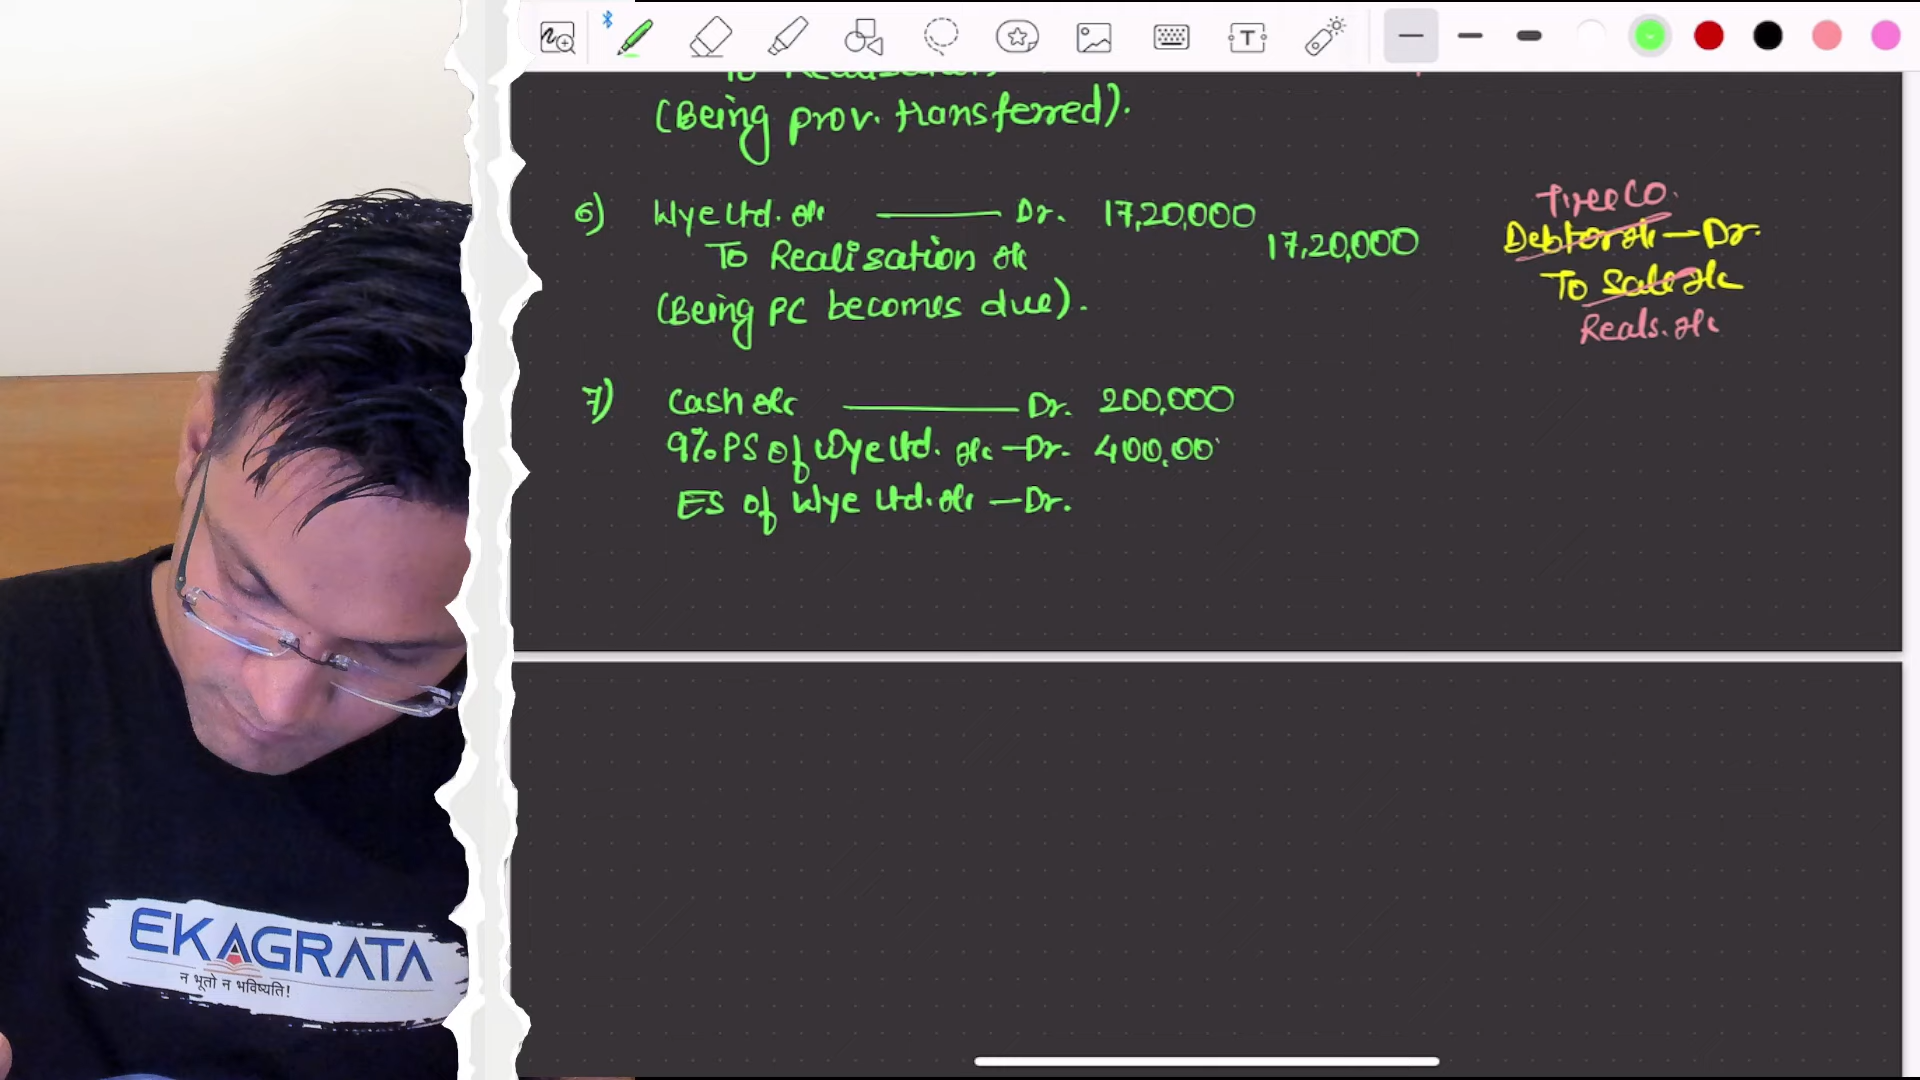 (Being prov. transferred).
6) Wye Ltd. a/c ——— Dr. 17,20,000
To Realisation a/c 17,20,000
(Being PC becomes due).
Tree Co.
Debtor a/c — Dr.
To Sale a/c
Reals. a/c
7) Cash a/c ——— Dr. 200,000
9% PS of Wye Ltd. a/c — Dr. 400,00
ES of Wye Ltd. a/c — Dr.
EKAGRATA
न भूतो न भविष्यति!